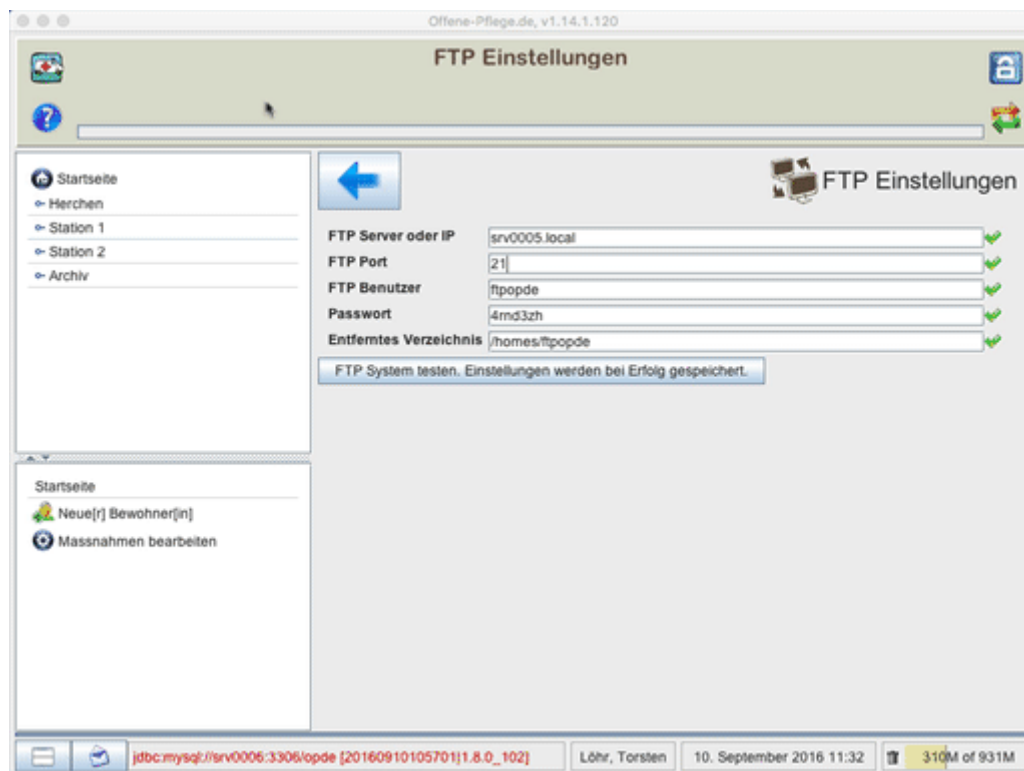 Offene-Pflege.de, v1.14.1.120
FTP Einstellungen
Startseite
Herchen
Station 1
Station 2
Archiv
FTP Einstellungen
FTP Server oder IP srv0005.local
FTP Port 21
FTP Benutzer ftpopde
Passwort 4rnd3zh
Entferntes Verzeichnis /homes/ftpopde
FTP System testen. Einstellungen werden bei Erfolg gespeichert.
Startseite
Neue[r] Bewohner[in]
Massnahmen bearbeiten
jdbc:mysql://srv0006:3306/opde [20160910105701|1.8.0_102] Löhr, Torsten 10. September 2016 11:32 310M of 931M